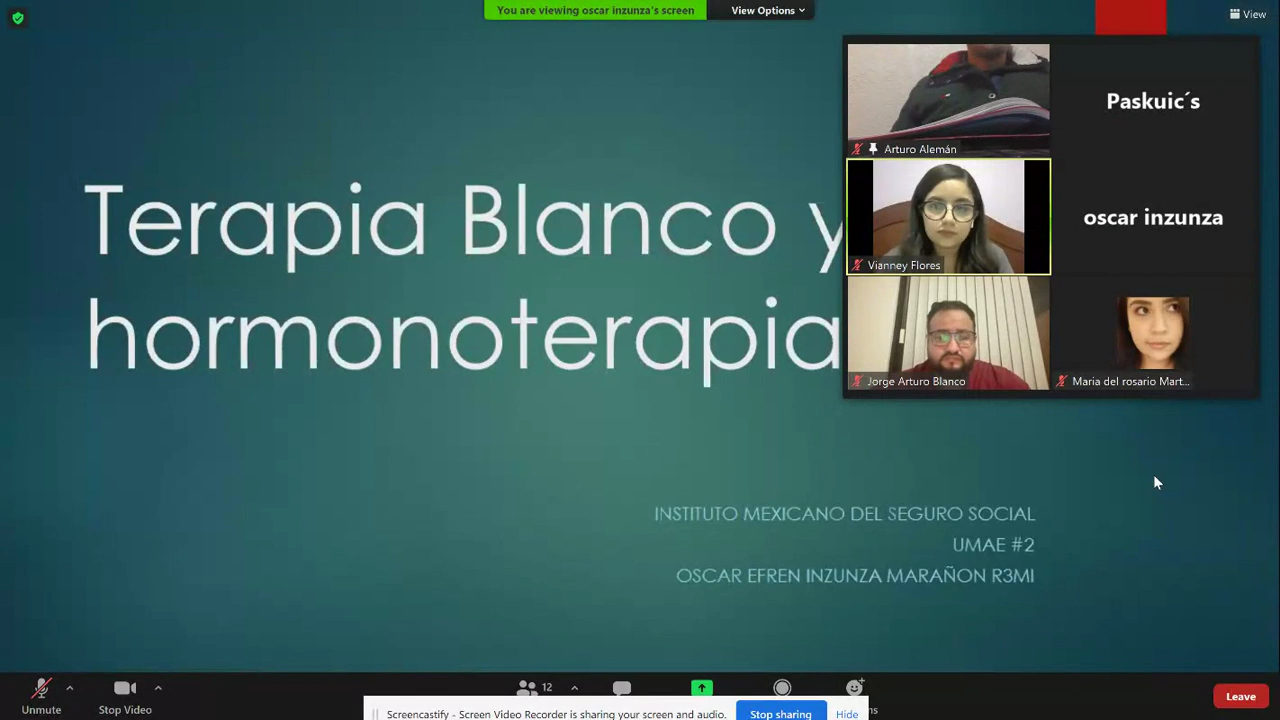 You are viewing oscar inzunza's screen
View Options
View
Terapia Blanco y
hormonoterapia
Arturo Alemán
Paskuic´s
Vianney Flores
oscar inzunza
Jorge Arturo Blanco
Maria del rosario Mart...
INSTITUTO MEXICANO DEL SEGURO SOCIAL
UMAE #2
OSCAR EFREN INZUNZA MARAÑON R3MI
Unmute
Stop Video
12
Screencastify - Screen Video Recorder is sharing your screen and audio.
Stop sharing
Hide
Leave